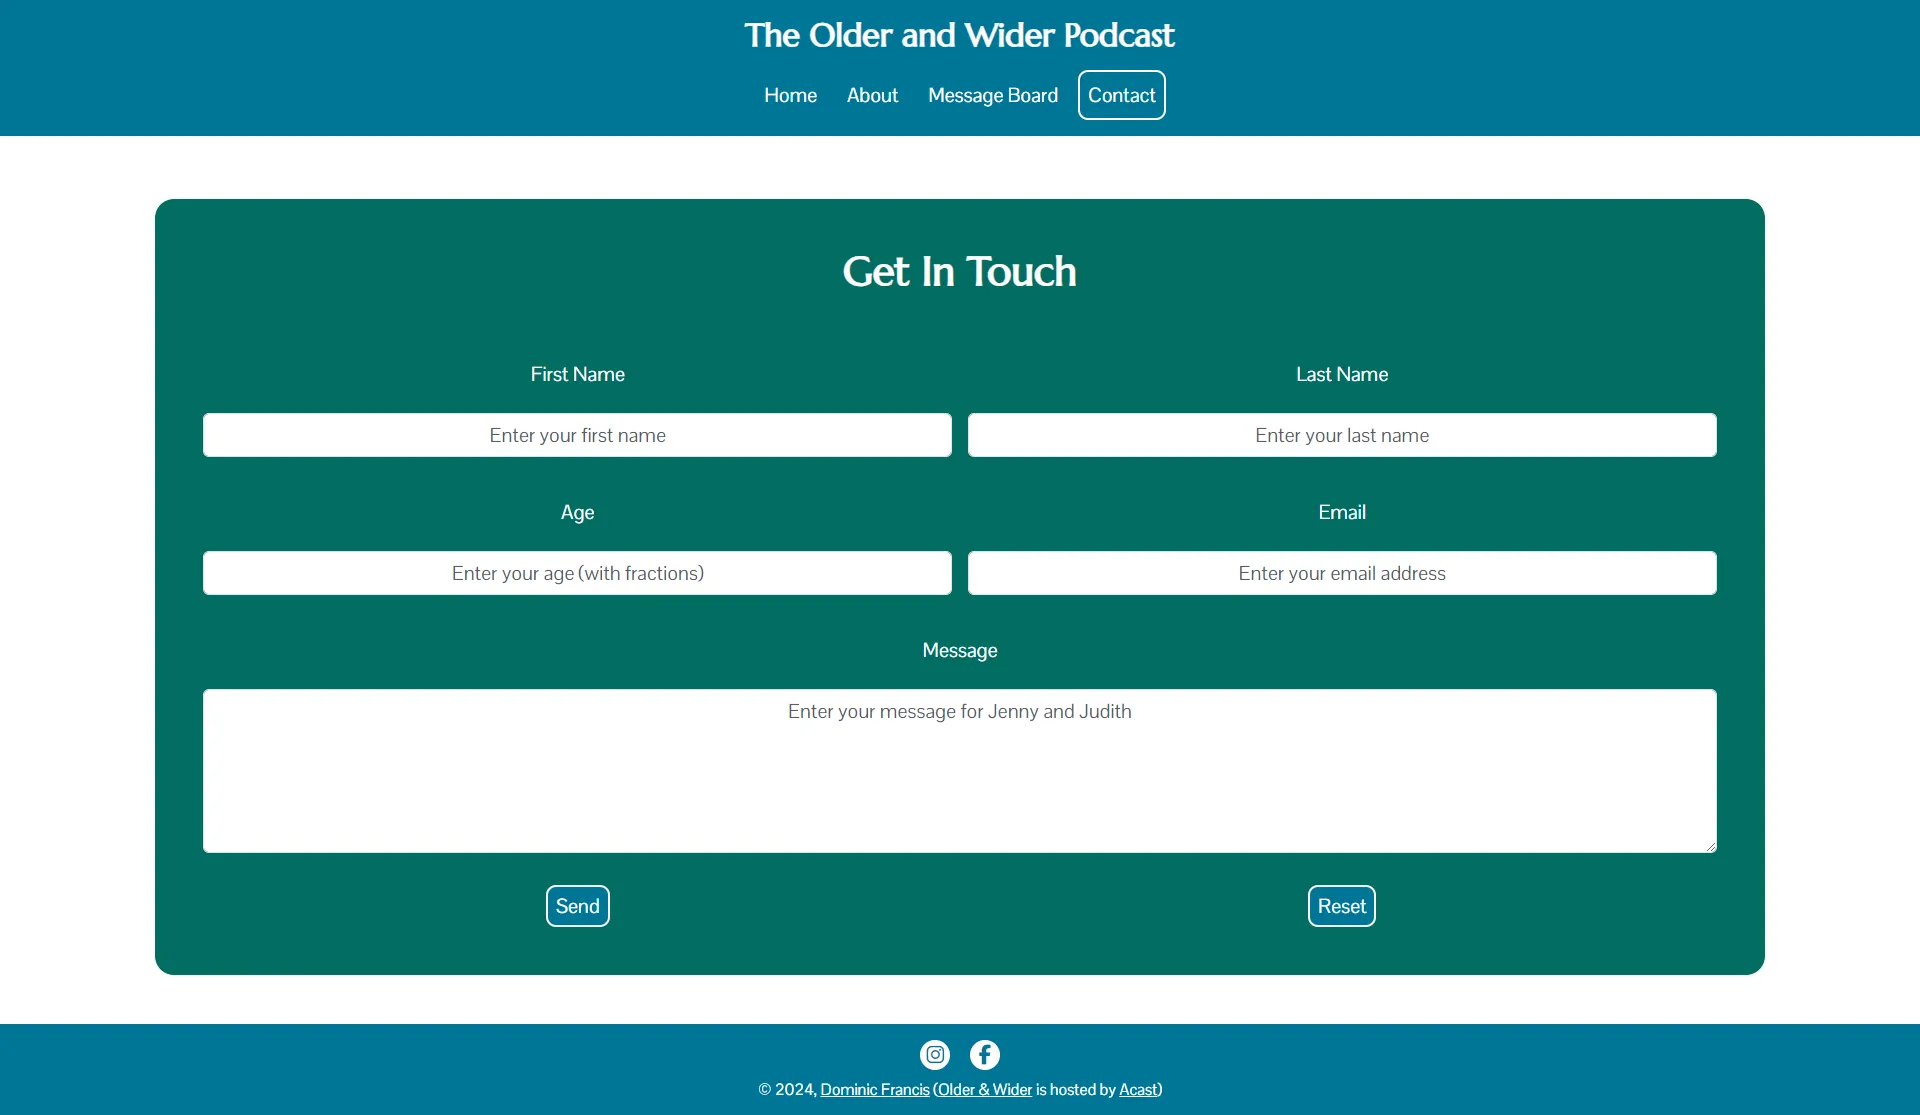 The Older and Wider Podcast
Home About Message Board Contact
Get In Touch
First Name Last Name
Enter your first name Enter your last name
Age Email
Enter your age (with fractions) Enter your email address
Message
Enter your message for Jenny and Judith
Send Reset
© 2024, Dominic Francis (Older & Wider is hosted by Acast)